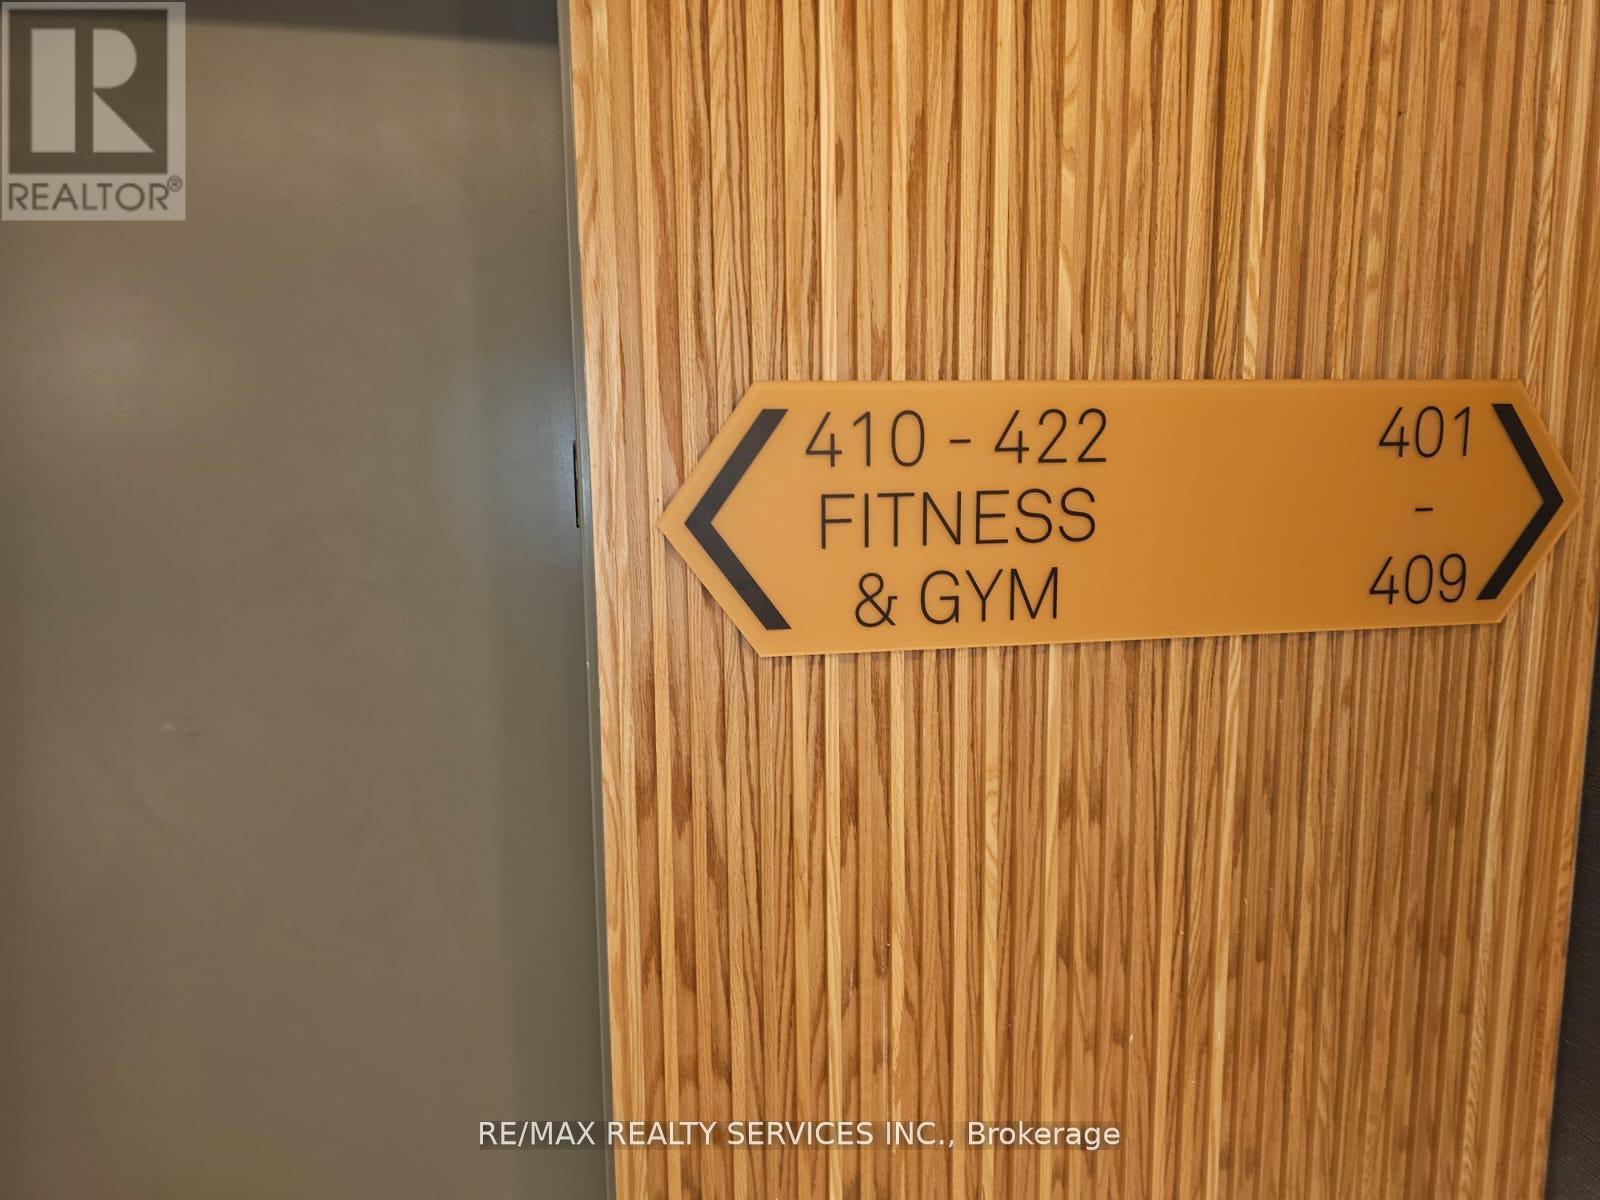 R
REALTOR®
410 - 422
FITNESS
& GYM
401
-
409
RE/MAX REALTY SERVICES INC., Brokerage